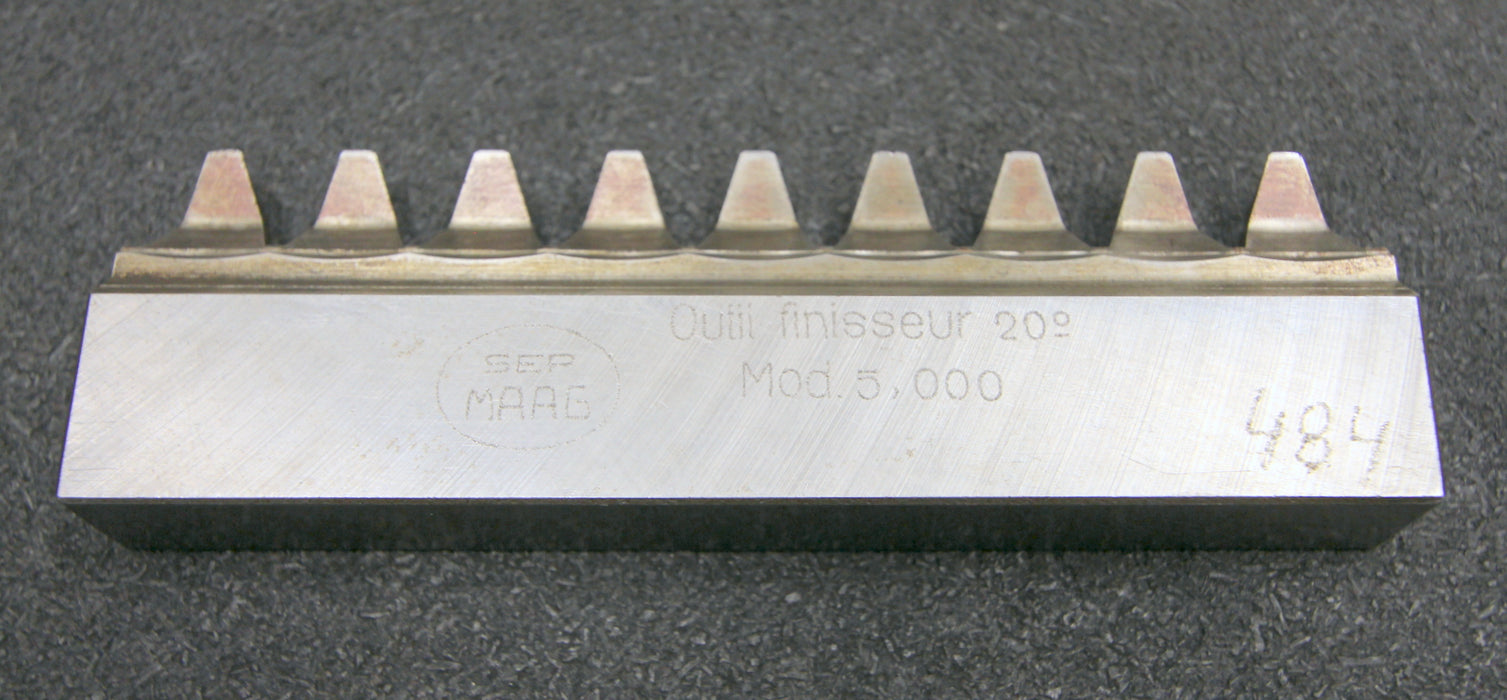 Outil finisseur 20º
SEP
MAAG
Mod. 5,000
484